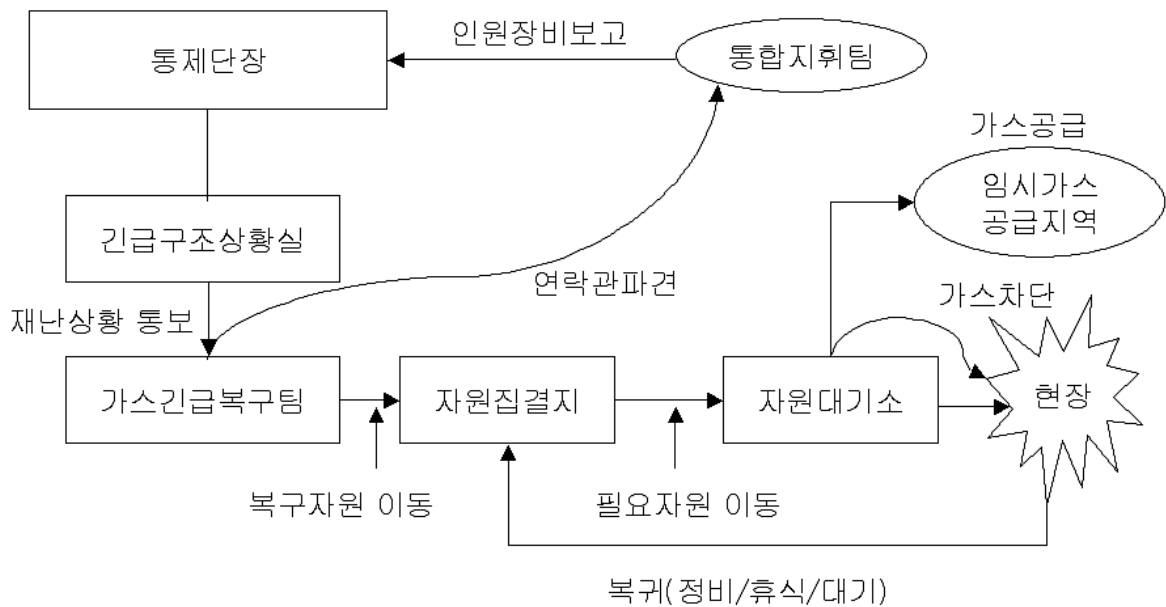 통제단장
인원장비보고
통합지휘팀
가스공급
임시가스
공급지역
긴급구조상황실
연락관파견
가스차단
재난상황 통보
가스긴급복구팀
자원집결지
자원대기소
현장
복구자원 이동
필요자원 이동
복귀(정비/휴식/대기)